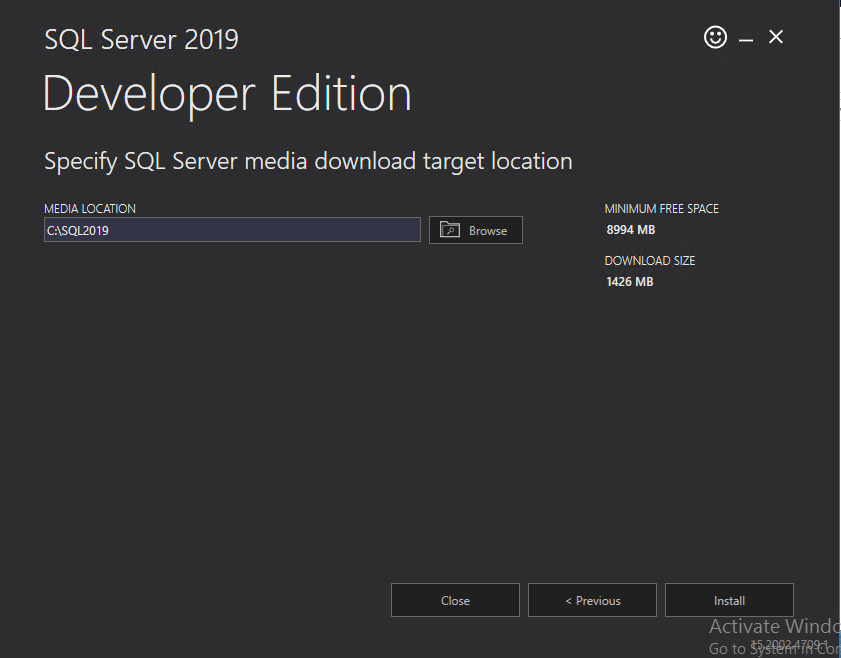 SQL Server 2019
Developer Edition
Specify SQL Server media download target location
MEDIA LOCATION
C:\SQL2019
Browse
MINIMUM FREE SPACE
8994 MB
DOWNLOAD SIZE
1426 MB
Close
< Previous
Install
Activate Windo
15.2002.4709.1
Go to System in Con